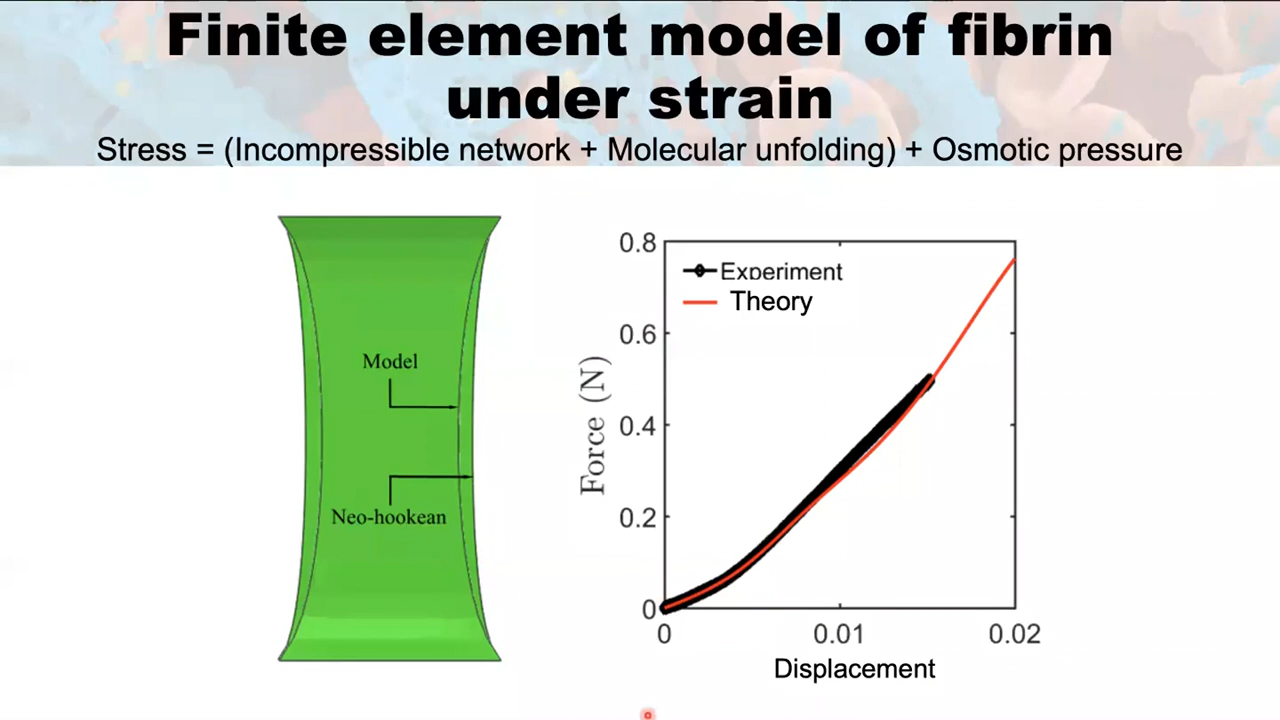 Finite element model of fibrin
under strain
Stress = (Incompressible network + Molecular unfolding) + Osmotic pressure
Model
Neo-hookean
0.8
0.6
0.4
0.2
0
Force (N)
Experiment
Theory
0
0.01
0.02
Displacement